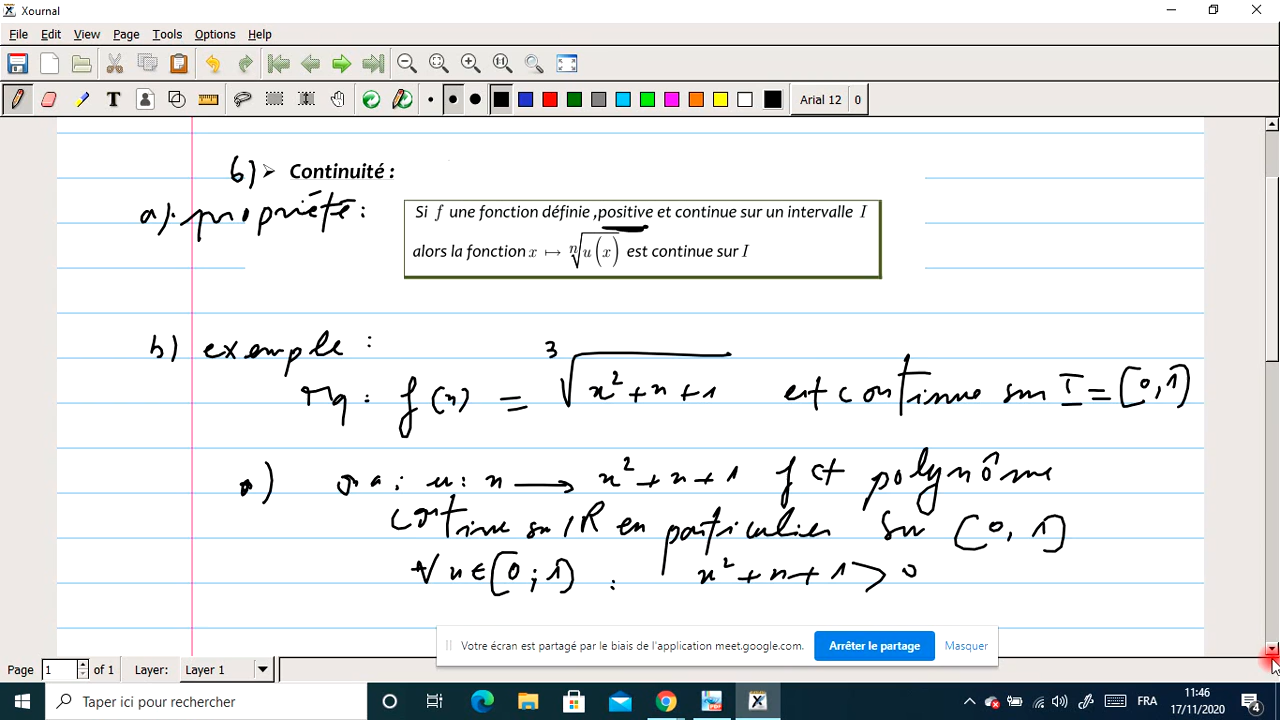 Xournal
File Edit View Page Tools Options Help
Arial 12 0
6) ➢ Continuité :
a). propriété :
Si f une fonction définie ,positive et continue sur un intervalle I
alors la fonction x ↦ ⁿ√u(x) est continue sur I
b) exemple :
Mq : f(x) = ³√x²+x+1 est continue sur I = [0,1]
•) on a : u : x ⟶ x²+x+1 fct polynôme
continue sur IR en particulier sur [0,1]
∀x∈[0;1] : x²+x+1>0
Votre écran est partagé par le biais de l'application meet.google.com. Arrêter le partage Masquer
Page 1 of 1 Layer: Layer 1
Taper ici pour rechercher
FRA
11:46
17/11/2020
4